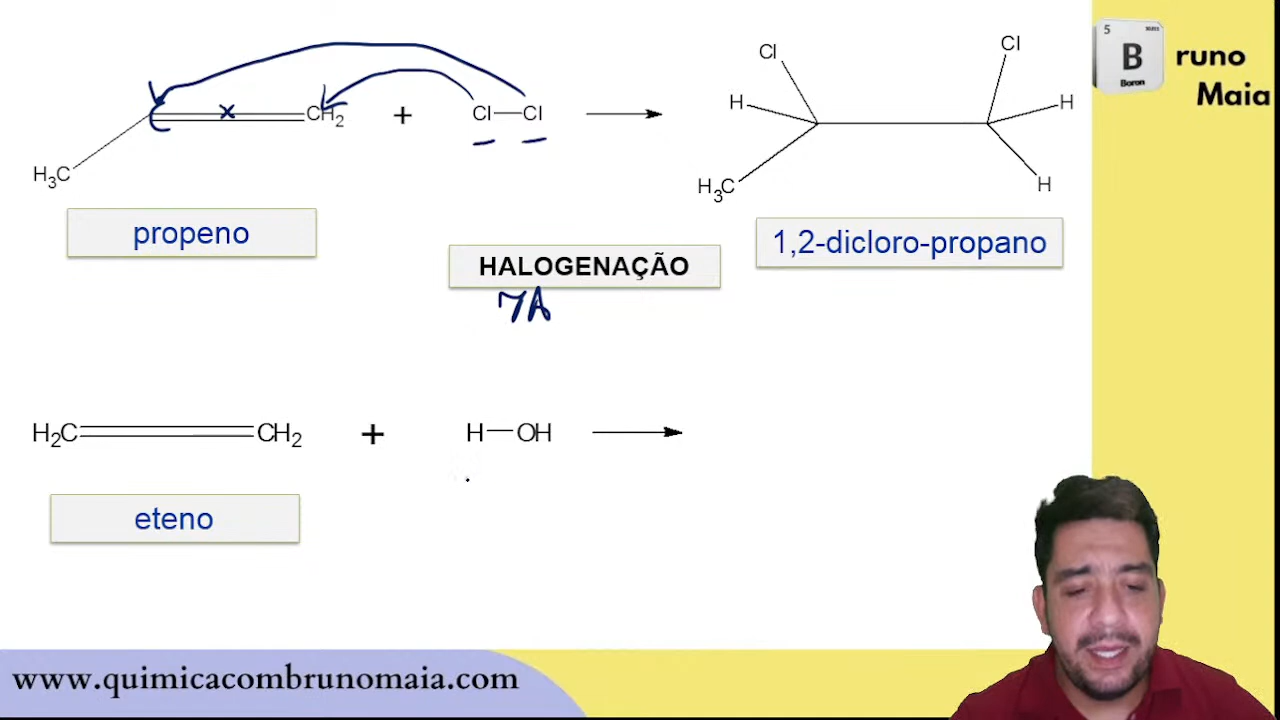 Cl
Cl
5
B
Boron
runo
Maia
H
H
CH2
+
Cl
Cl
H3C
H3C
H
propeno
1,2-dicloro-propano
HALOGENAÇÃO
7A
H2C
CH2
+
H
OH
eteno
www.quimicacombrunomaia.com